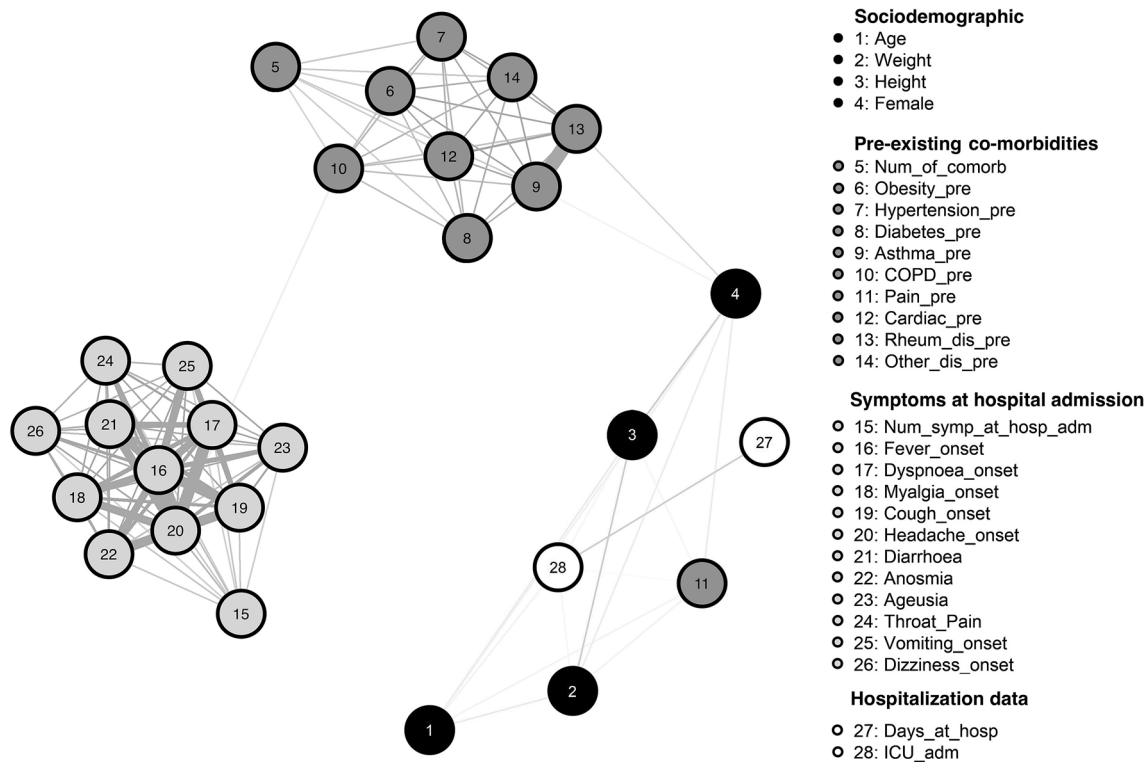 Sociodemographic
1: Age
2: Weight
3: Height
4: Female
Pre-existing co-morbidities
5: Num_of_comorb
6: Obesity_pre
7: Hypertension_pre
8: Diabetes_pre
9: Asthma_pre
10: COPD_pre
11: Pain_pre
12: Cardiac_pre
13: Rheum_dis_pre
14: Other_dis_pre
Symptoms at hospital admission
15: Num_symp_at_hosp_adm
16: Fever_onset
17: Dyspnoea_onset
18: Myalgia_onset
19: Cough_onset
20: Headache_onset
21: Diarrhoea
22: Anosmia
23: Ageusia
24: Throat_Pain
25: Vomiting_onset
26: Dizziness_onset
Hospitalization data
27: Days_at_hosp
28: ICU_adm
7
5
14
6
13
12
10
9
8
4
24
25
21
17
26
3
27
23
16
18
19
20
22
28
11
15
2
1